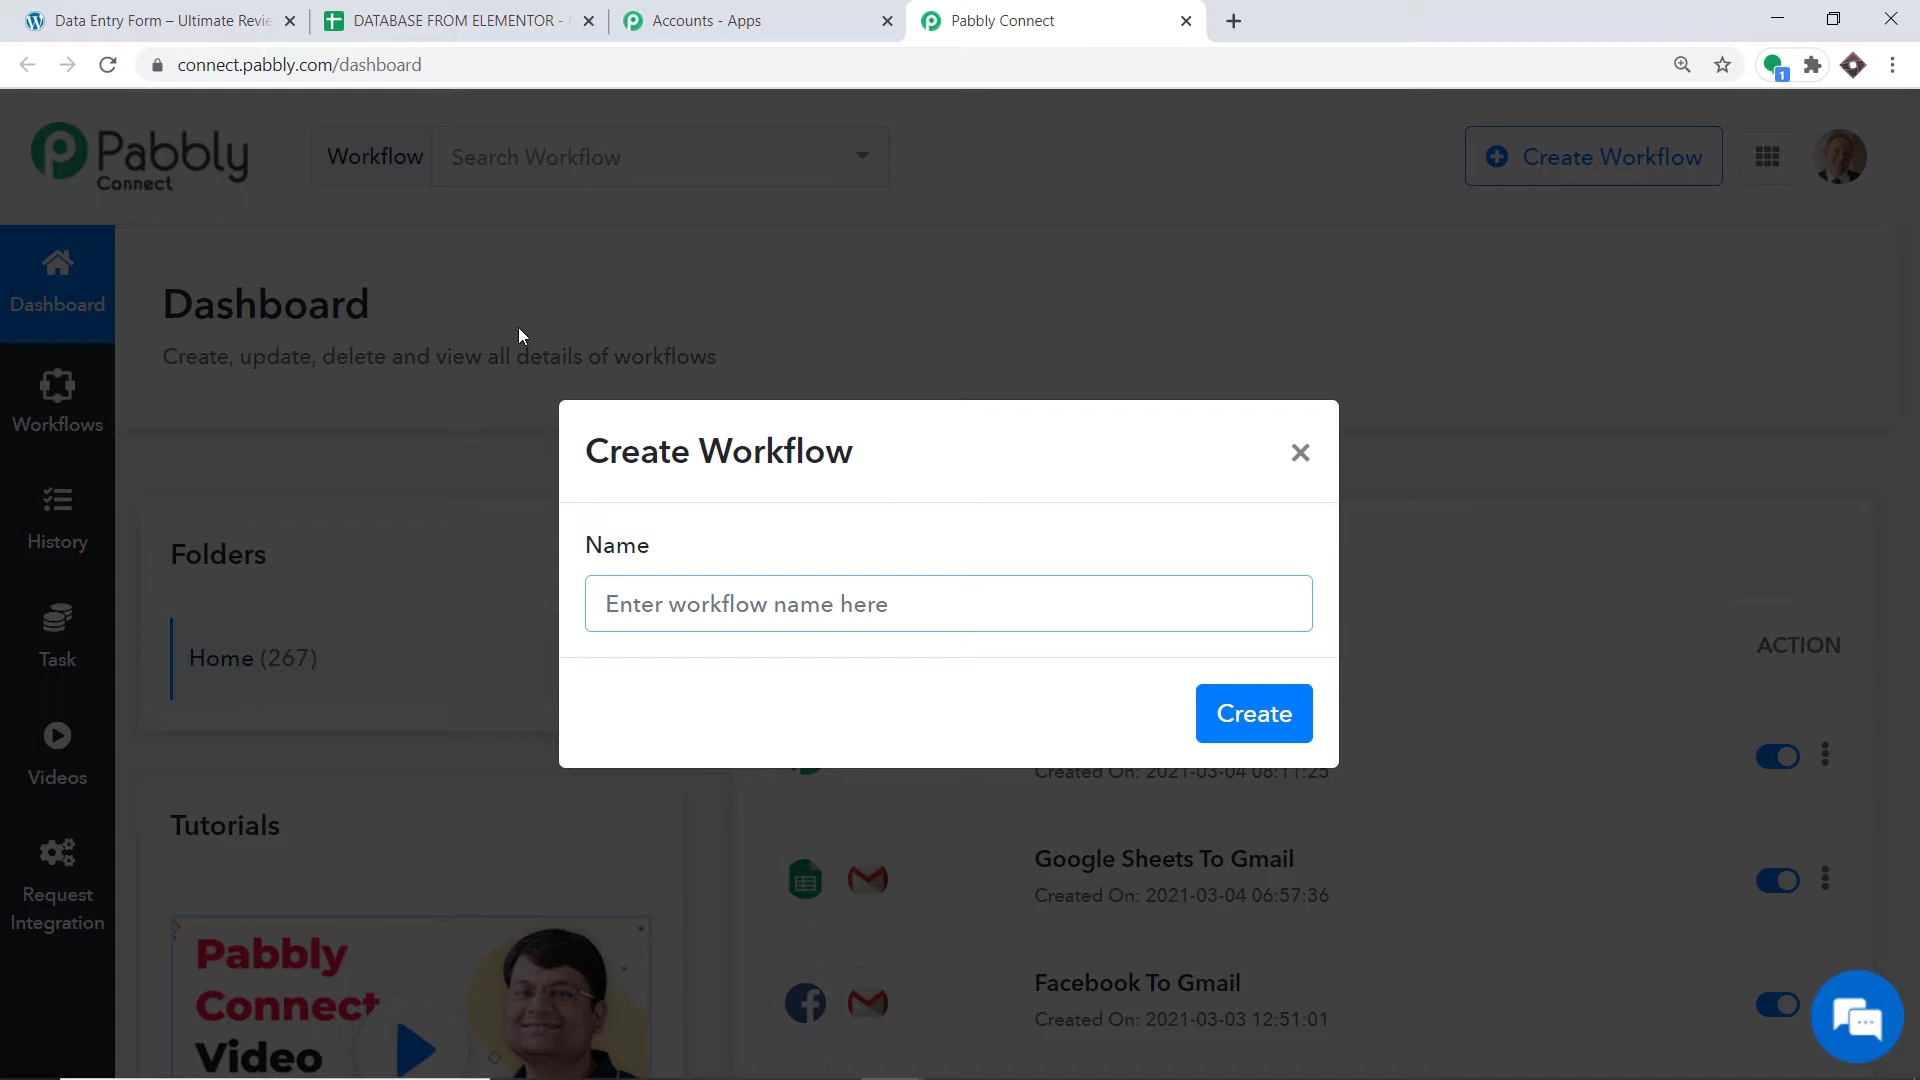 Data Entry Form – Ultimate Revie
DATABASE FROM ELEMENTOR -
Accounts - Apps
Pabbly Connect
connect.pabbly.com/dashboard
1
Pabbly
Connect
Workflow
Search Workflow
Create Workflow
Dashboard
Dashboard
Create, update, delete and view all details of workflows
Workflows
Create Workflow
History
Folders
Name
Enter workflow name here
Home (267)
ACTION
Task
Create
Videos
Created On: 2021-03-04 08:11:25
Tutorials
Google Sheets To Gmail
Created On: 2021-03-04 06:57:36
Request
Integration
Pabbly
Connect
Video
Facebook To Gmail
Created On: 2021-03-03 12:51:01